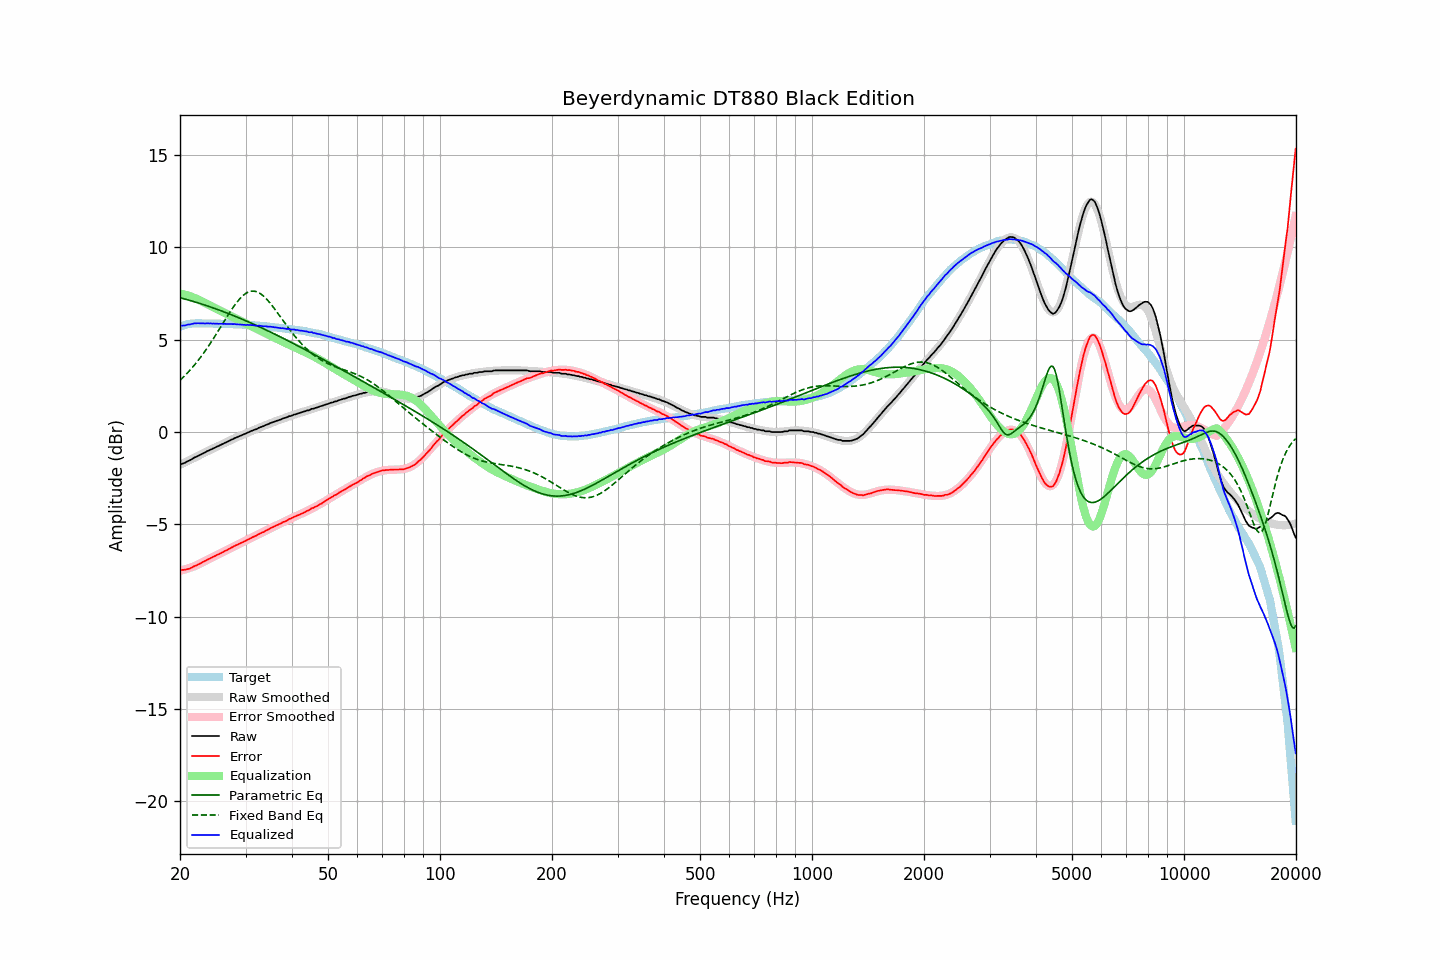 Beyerdynamic DT880 Black Edition
Amplitude (dBr)
15
10
5
0
−5
−10
−15
−20
Target
Raw Smoothed
Error Smoothed
Raw
Error
Equalization
Parametric Eq
Fixed Band Eq
Equalized
20 50 100 200 500 1000 2000 5000 10000 20000
Frequency (Hz)